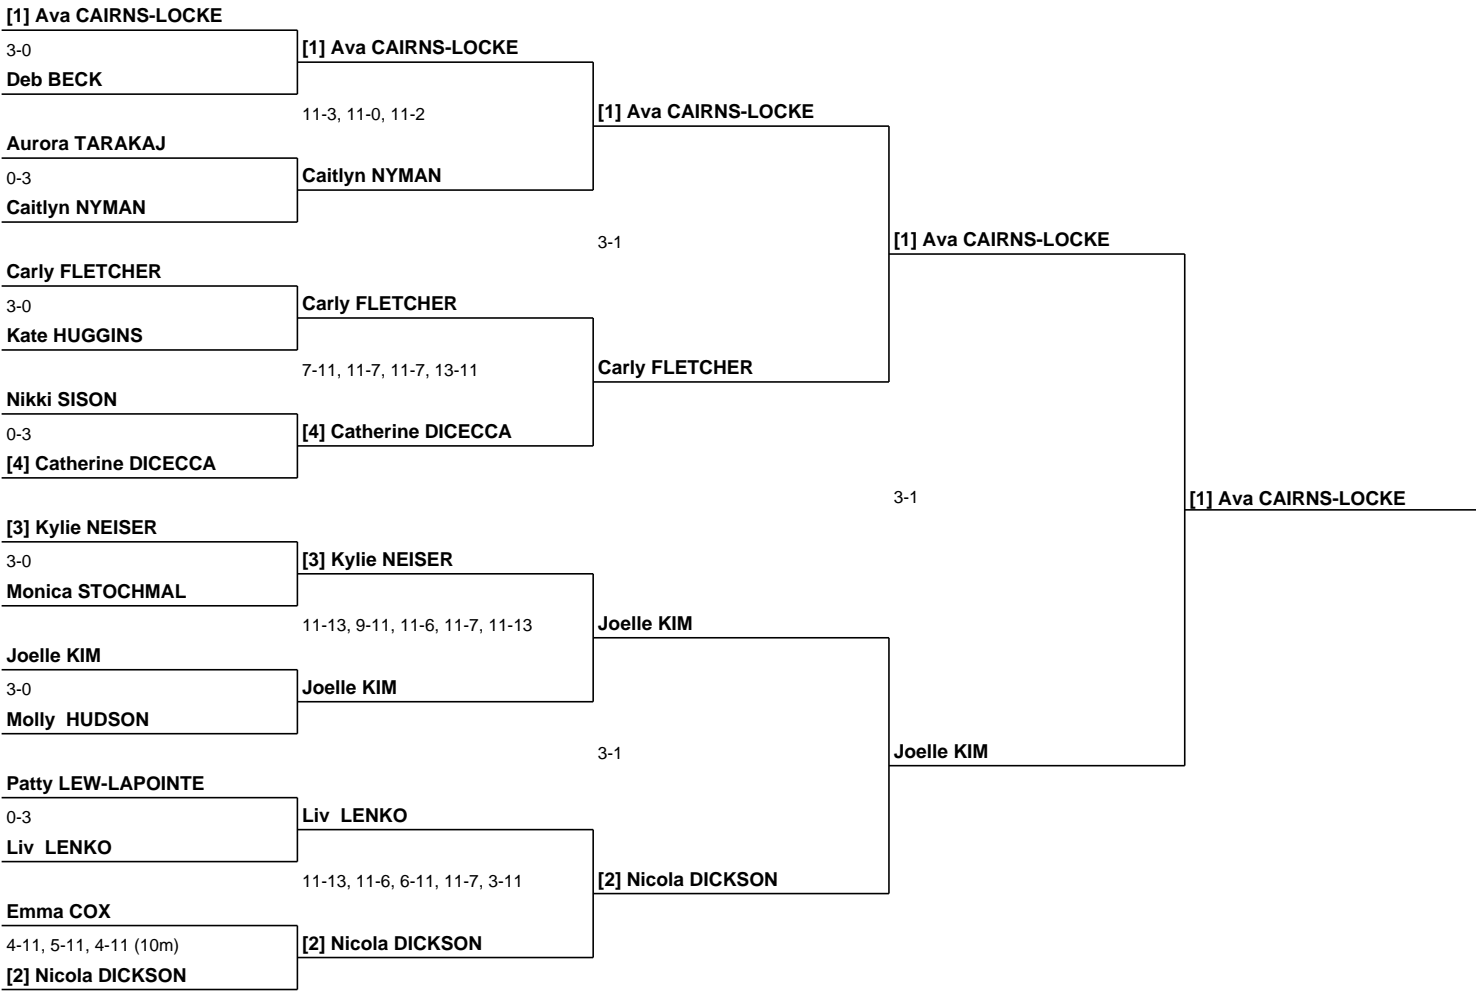 [1] Ava CAIRNS-LOCKE
3-0
Deb BECK
Aurora TARAKAJ
0-3
Caitlyn NYMAN
Carly FLETCHER
3-0
Kate HUGGINS
Nikki SISON
0-3
[4] Catherine DICECCA
[3] Kylie NEISER
3-0
Monica STOCHMAL
Joelle KIM
3-0
Molly  HUDSON
Patty LEW-LAPOINTE
0-3
Liv  LENKO
Emma COX
4-11, 5-11, 4-11 (10m)
[2] Nicola DICKSON
[1] Ava CAIRNS-LOCKE
11-3, 11-0, 11-2
Caitlyn NYMAN
Carly FLETCHER
7-11, 11-7, 11-7, 13-11
[4] Catherine DICECCA
[3] Kylie NEISER
11-13, 9-11, 11-6, 11-7, 11-13
Joelle KIM
Liv  LENKO
11-13, 11-6, 6-11, 11-7, 3-11
[2] Nicola DICKSON
[1] Ava CAIRNS-LOCKE
3-1
Carly FLETCHER
Joelle KIM
3-1
[2] Nicola DICKSON
[1] Ava CAIRNS-LOCKE
3-1
Joelle KIM
[1] Ava CAIRNS-LOCKE